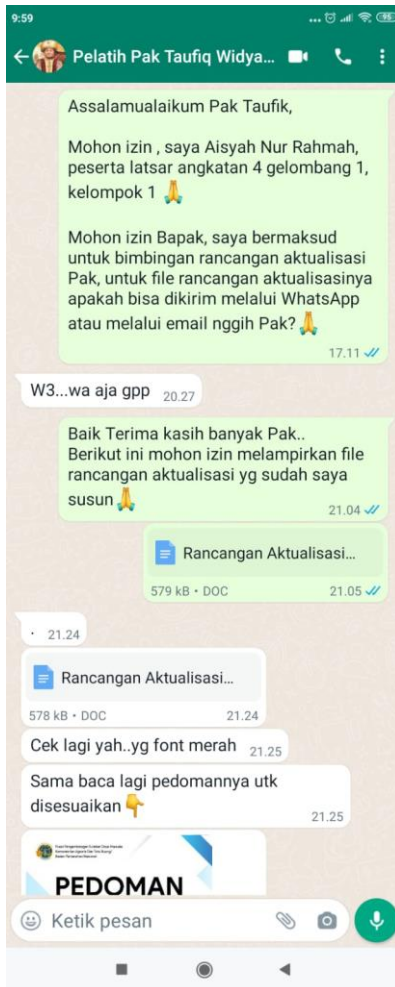 9:59
95
Pelatih Pak Taufiq Widya...
Assalamualaikum Pak Taufik,
Mohon izin , saya Aisyah Nur Rahmah,
peserta latsar angkatan 4 gelombang 1,
kelompok 1 🙏
Mohon izin Bapak, saya bermaksud
untuk bimbingan rancangan aktualisasi
Pak, untuk file rancangan aktualisasinya
apakah bisa dikirim melalui WhatsApp
atau melalui email nggih Pak? 🙏
17.11
W3...wa aja gpp 20.27
Baik Terima kasih banyak Pak..
Berikut ini mohon izin melampirkan file
rancangan aktualisasi yg sudah saya
susun 🙏
21.04
Rancangan Aktualisasi...
579 kB • DOC 21.05
. 21.24
Rancangan Aktualisasi...
578 kB • DOC 21.24
Cek lagi yah..yg font merah 21.25
Sama baca lagi pedomannya utk
disesuaikan 👇
21.25
PEDOMAN
Ketik pesan